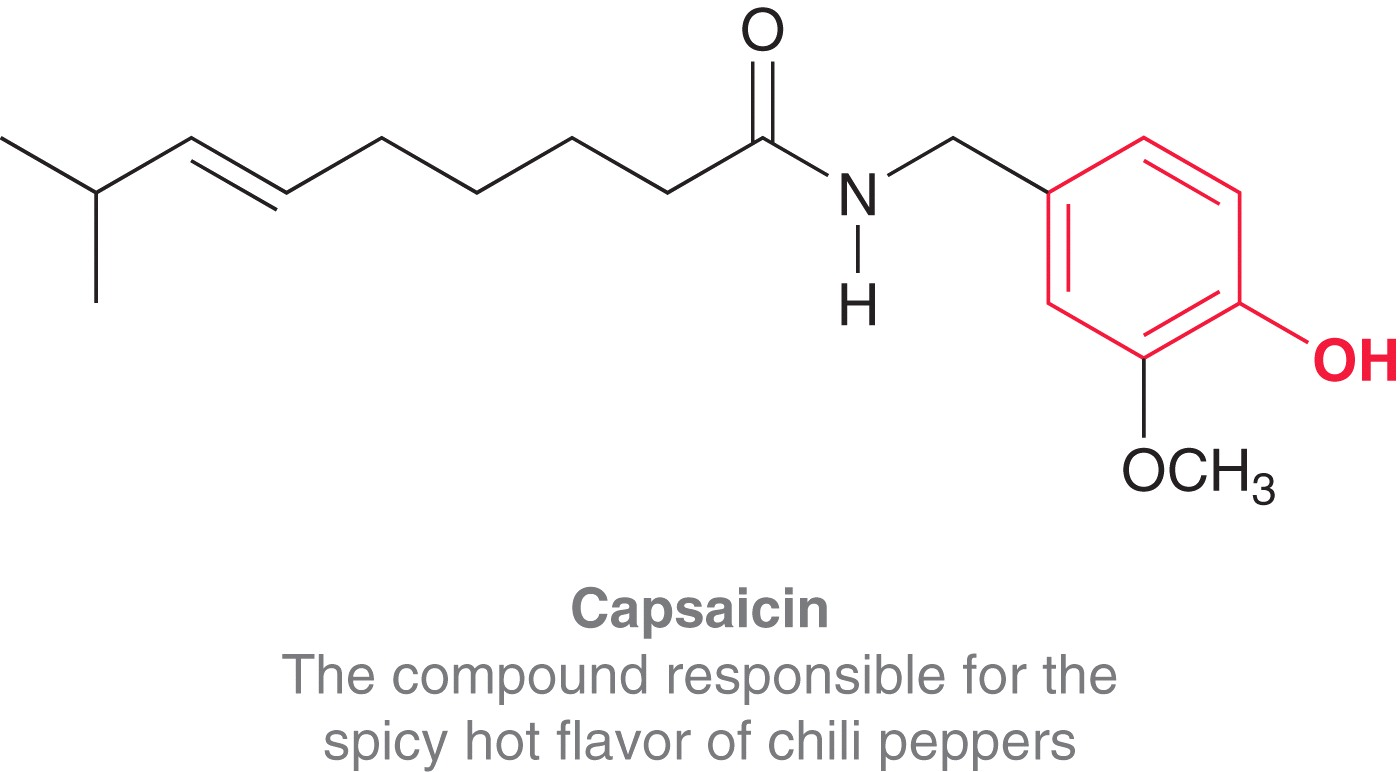 O
N
H
OH
OCH₃
Capsaicin
The compound responsible for the
spicy hot flavor of chili peppers